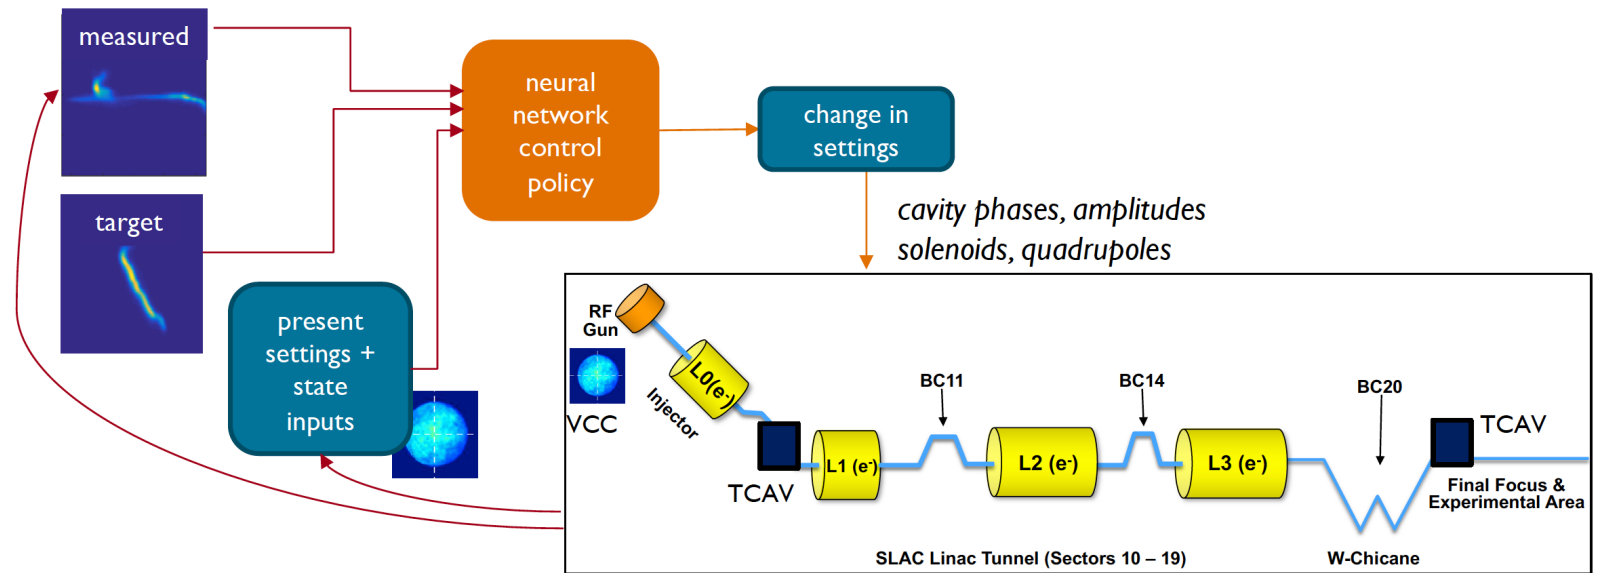 measured
target
present
settings +
state
inputs
neural
network
control
policy
change in
settings
cavity phases, amplitudes
solenoids, quadrupoles
RF
Gun
VCC
L0(e-)
Injector
TCAV
L1 (e-)
BC11
L2 (e-)
BC14
L3 (e-)
BC20
TCAV
Final Focus &
Experimental Area
SLAC Linac Tunnel (Sectors 10 – 19)
W-Chicane